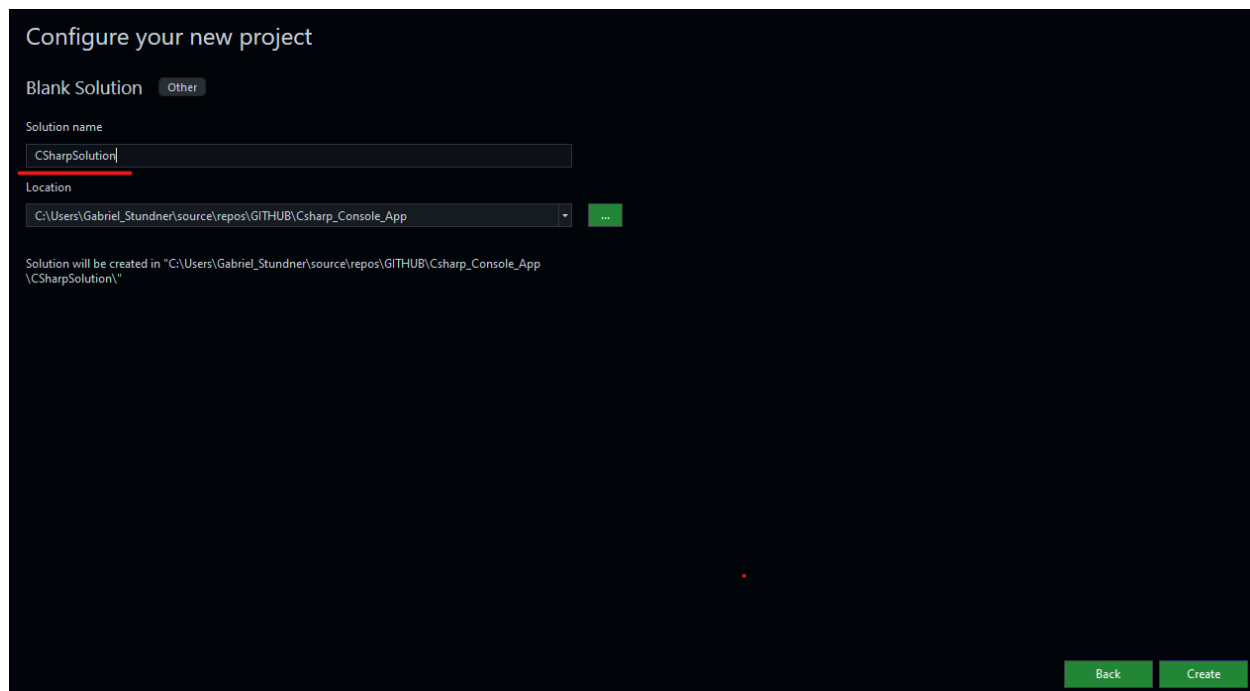 Configure your new project
Blank Solution Other
Solution name
CSharpSolution
Location
C:\Users\Gabriel_Stundner\source\repos\GITHUB\Csharp_Console_App
...
Solution will be created in "C:\Users\Gabriel_Stundner\source\repos\GITHUB\Csharp_Console_App
\CSharpSolution\"
Back Create